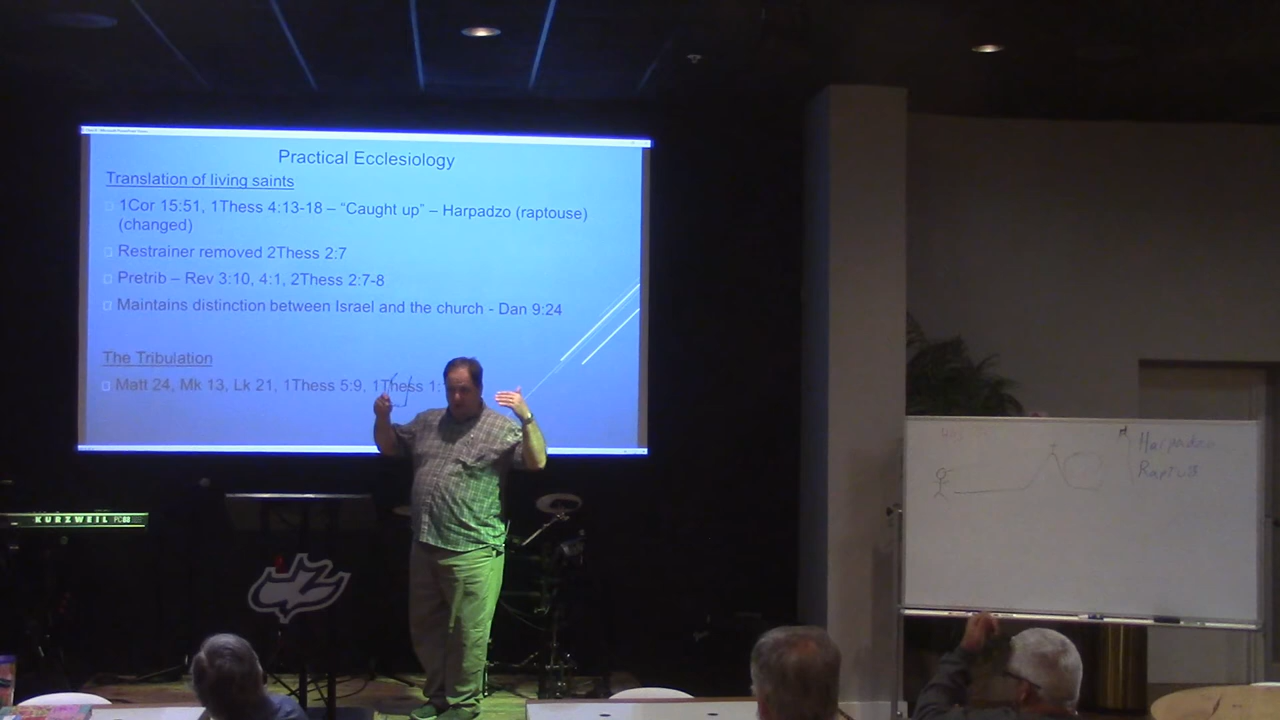 Practical Ecclesiology
Translation of living saints
1Cor 15:51, 1Thess 4:13-18 – “Caught up” – Harpadzo (raptouse)
(changed)
Restrainer removed 2Thess 2:7
Pretrib – Rev 3:10, 4:1, 2Thess 2:7-8
Maintains distinction between Israel and the church - Dan 9:24
The Tribulation
Matt 24, Mk 13, Lk 21, 1Thess 5:9, 1Thess 1:
KURZWEIL PC88
Harpadzo
Raptus